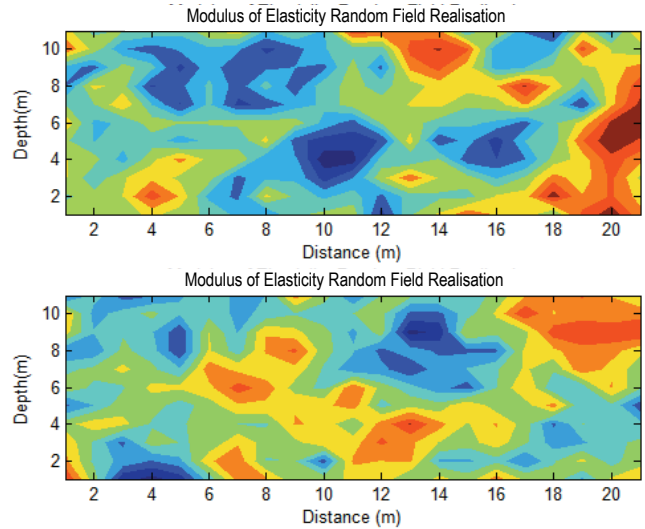 Modulus of Elasticity Random Field Realisation
10
8
6
4
2
Depth(m)
2 4 6 8 10 12 14 16 18 20
Distance (m)
Modulus of Elasticity Random Field Realisation
10
8
6
4
2
Depth(m)
2 4 6 8 10 12 14 16 18 20
Distance (m)